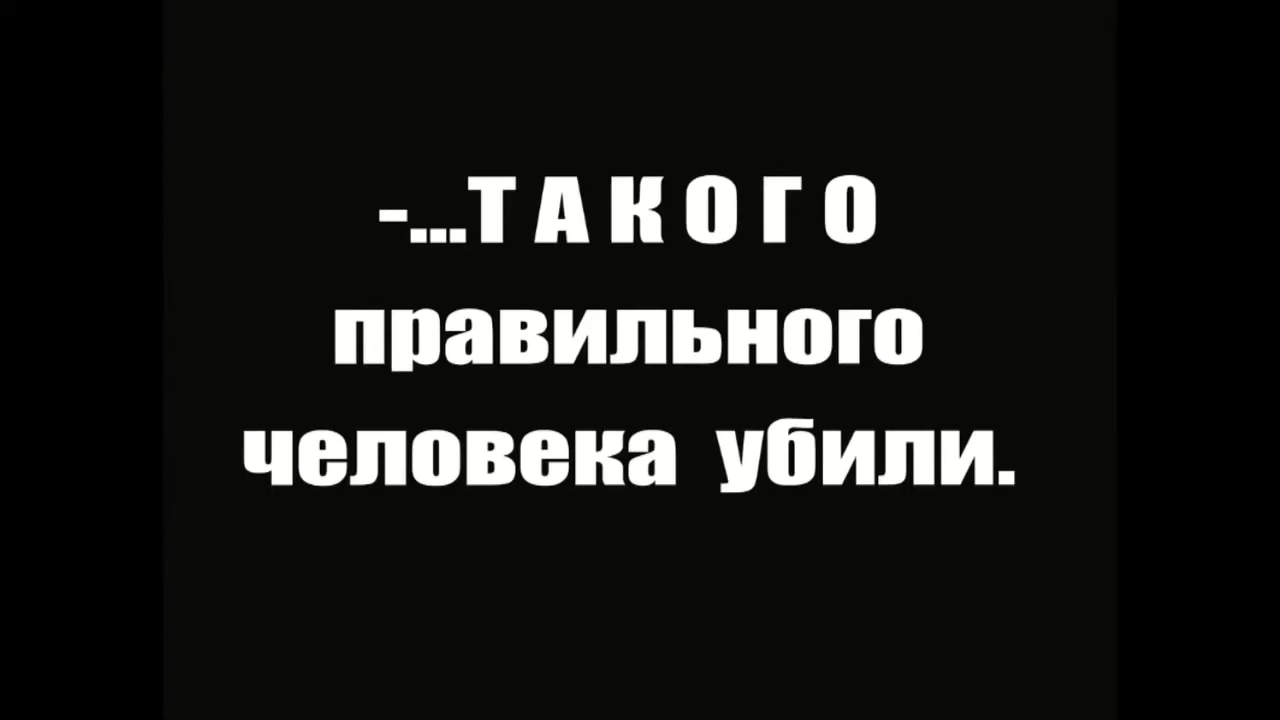 -...Т А К О Г О
правильного
человека убили.